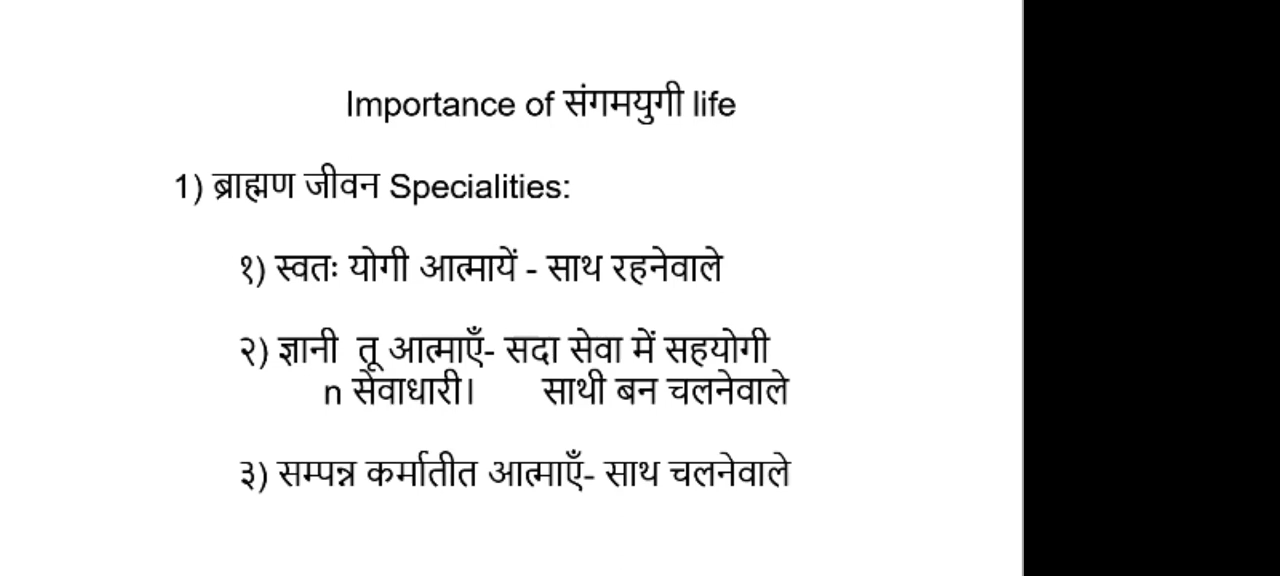 Importance of संगमयुगी life
1) ब्राह्मण जीवन Specialities:
१) स्वतः योगी आत्मायें - साथ रहनेवाले
२) ज्ञानी तू आत्माएँ- सदा सेवा में सहयोगी
n सेवाधारी। साथी बन चलनेवाले
३) सम्पन्न कर्मातीत आत्माएँ- साथ चलनेवाले